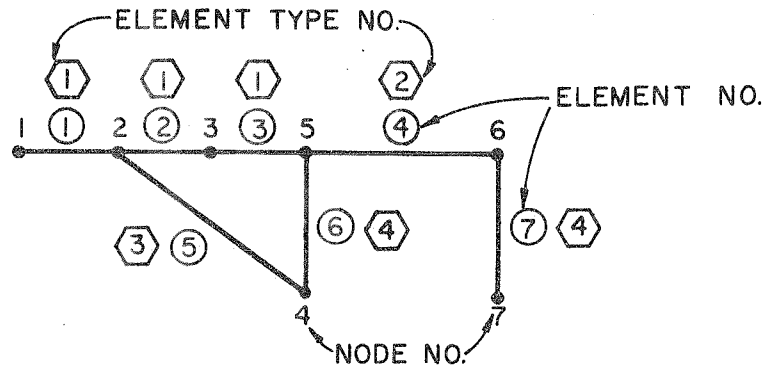 ELEMENT TYPE NO.
1 1 1 2
ELEMENT NO.
1 1 2 2 3 3 5 4 6
3 5 6 4 7 4
4 7
NODE NO.